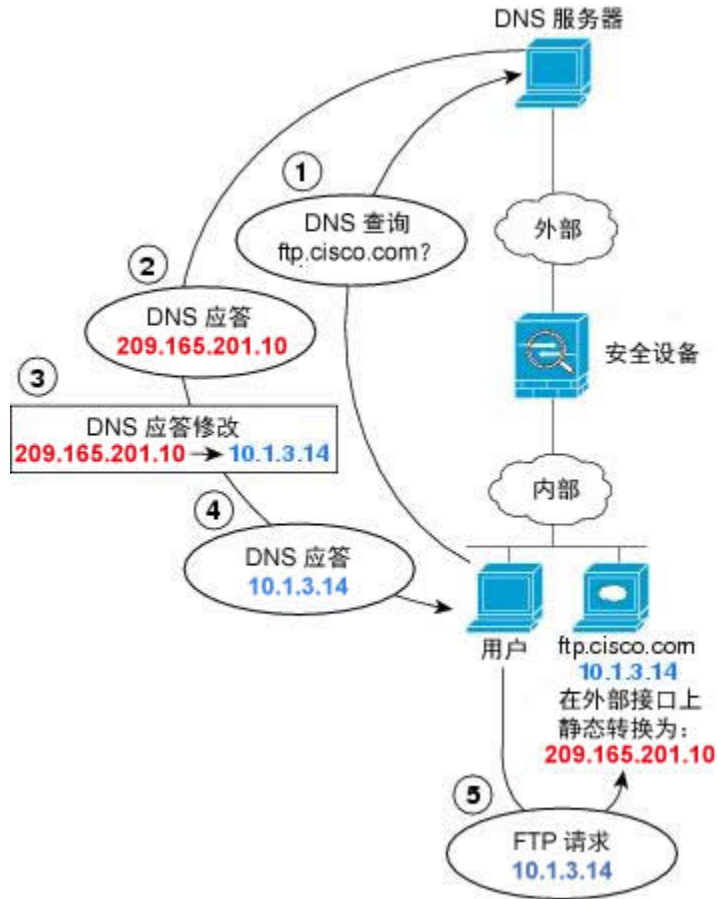 DNS 服务器
1
DNS 查询
ftp.cisco.com?
外部
2
DNS 应答
209.165.201.10
安全设备
3
DNS 应答修改
209.165.201.10 → 10.1.3.14
内部
4
DNS 应答
10.1.3.14
用户
ftp.cisco.com
10.1.3.14
在外部接口上
静态转换为：
209.165.201.10
5
FTP 请求
10.1.3.14